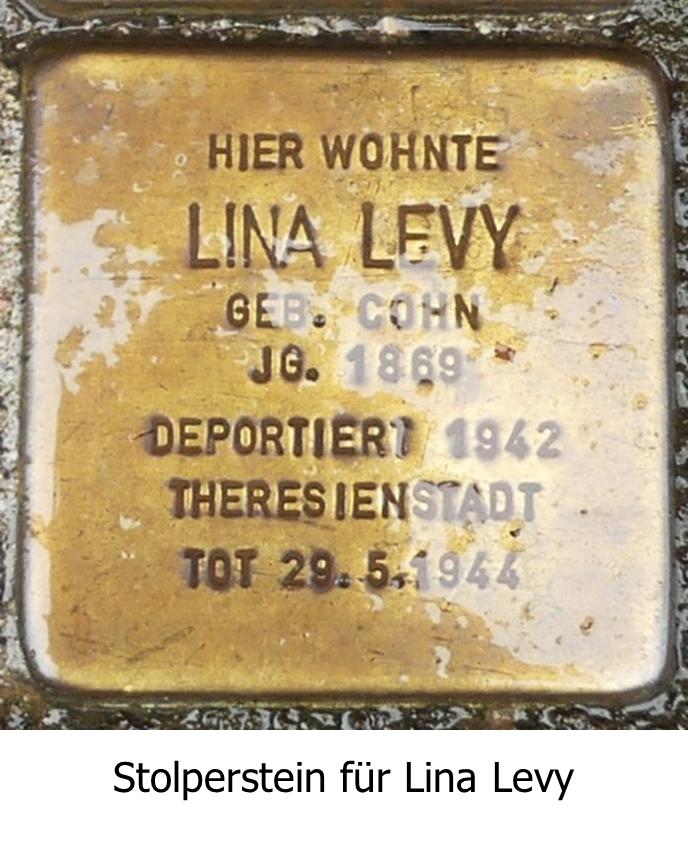 HIER WOHNTE
LINA LEVY
GEB. COHN
JG. 1869
DEPORTIERT 1942
THERESIENSTADT
TOT 29.5.1944
Stolperstein für Lina Levy